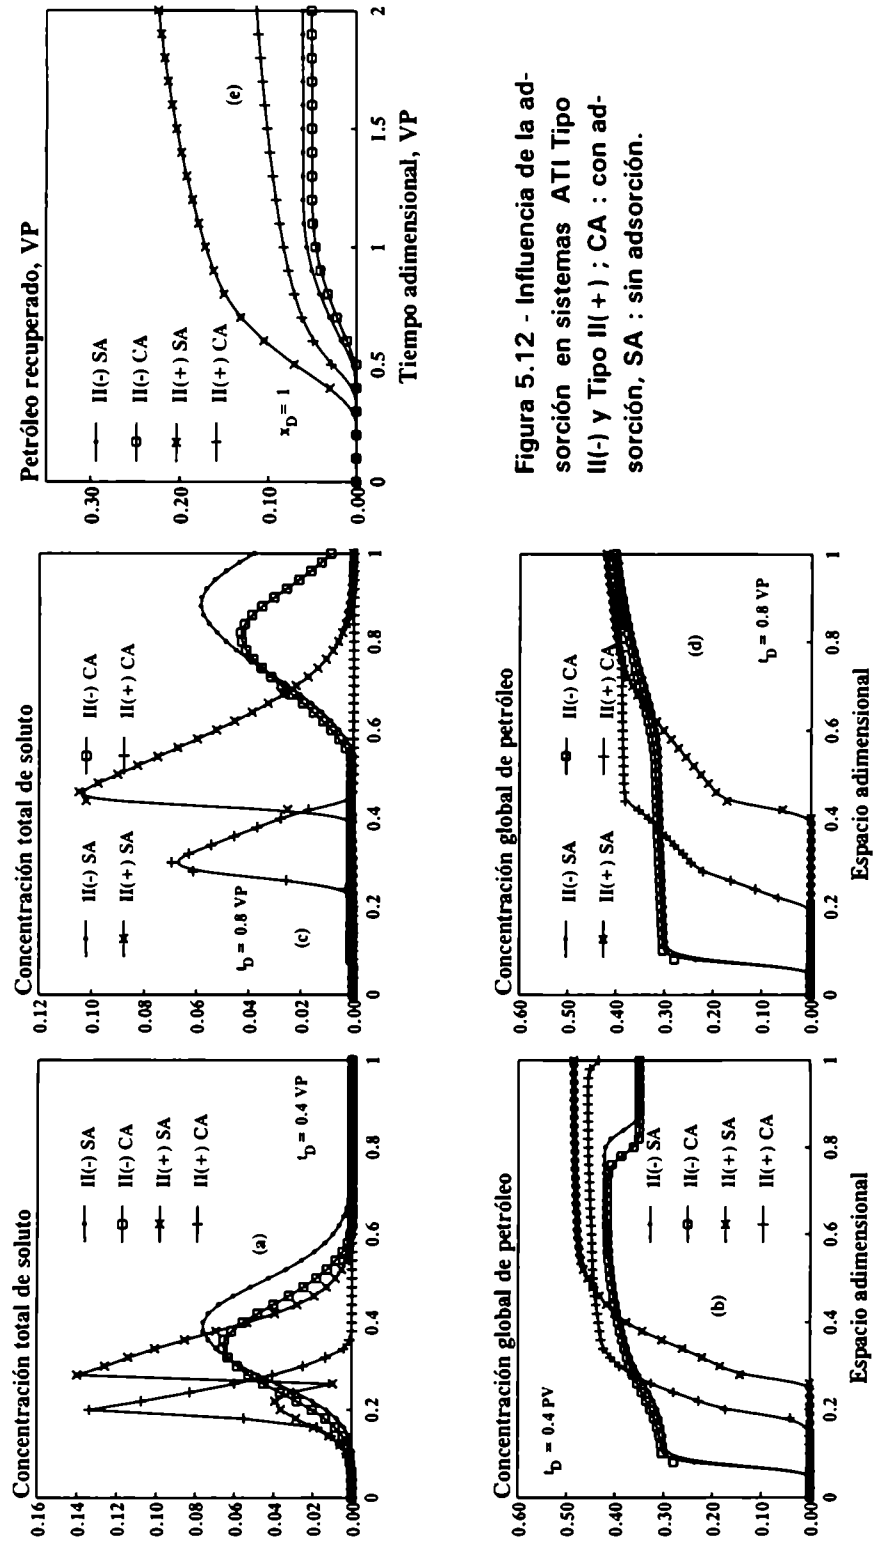 Concentración total de soluto
0.16
0.14
0.12
0.10
0.08
0.06
0.04
0.02
0.00
II(-) SA
II(-) CA
II(+) SA
II(+) CA
(a)
t_D = 0.4 VP
0
0.2
0.4
0.6
0.8
1
Concentración total de soluto
0.12
0.10
0.08
0.06
0.04
0.02
0.00
II(-) SA
II(-) CA
II(+) SA
II(+) CA
t_D = 0.8 VP
(c)
0
0.2
0.4
0.6
0.8
1
Petróleo recuperado, VP
0.30
0.20
0.10
0.00
II(-) SA
II(-) CA
II(+) SA
II(+) CA
(e)
x_D = 1
0
0.5
1
1.5
2
Tiempo adimensional, VP
Concentración global de petróleo
0.60
0.50
0.40
0.30
0.20
0.10
0.00
t_D = 0.4 PV
II(-) SA
II(-) CA
II(+) SA
II(+) CA
(b)
0
0.2
0.4
0.6
0.8
1
Espacio adimensional
Concentración global de petróleo
0.60
0.50
0.40
0.30
0.20
0.10
0.00
II(-) SA
II(-) CA
II(+) SA
II(+) CA
(d)
t_D = 0.8 VP
0
0.2
0.4
0.6
0.8
1
Espacio adimensional
Figura 5.12 - Influencia de la ad-
sorción en sistemas ATI Tipo
II(-) y Tipo II(+) ; CA : con ad-
sorción, SA : sin adsorción.